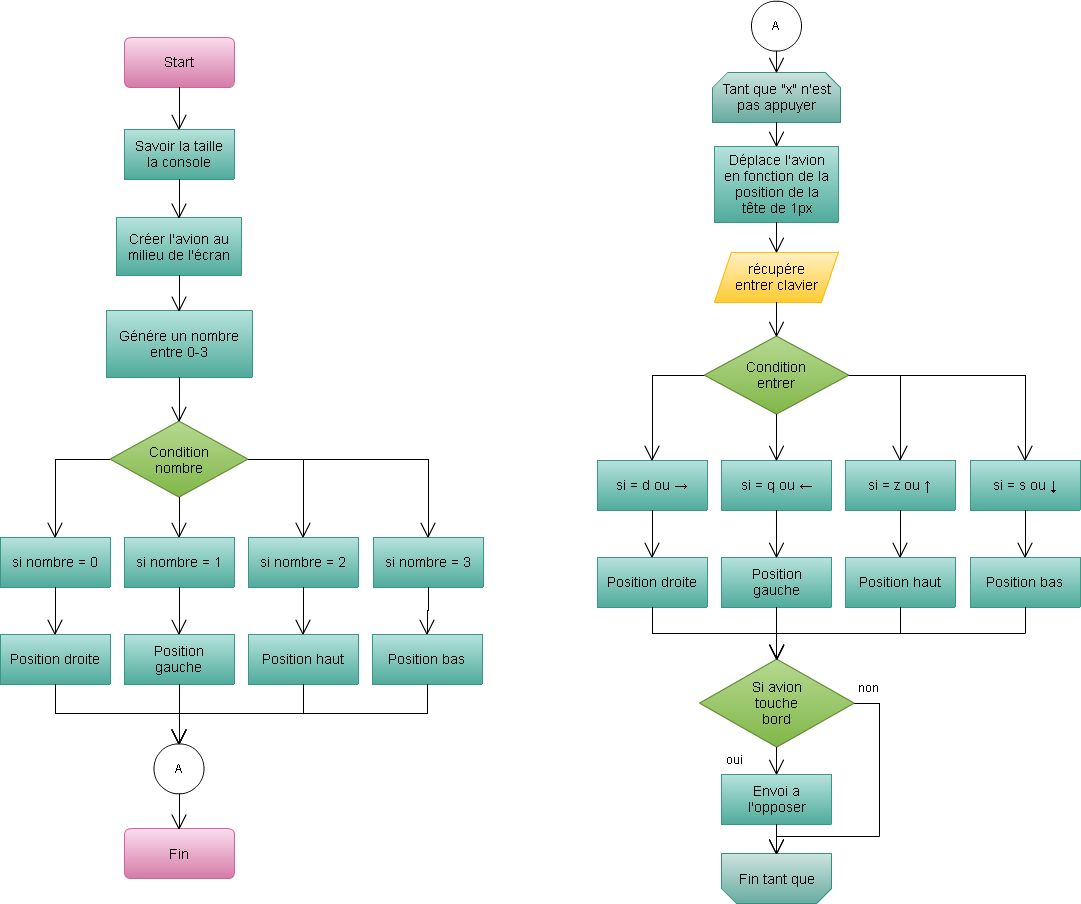 Start
Savoir la taille
la console
Créer l'avion au
milieu de l'écran
Génére un nombre
entre 0-3
Condition
nombre
si nombre = 0
si nombre = 1
si nombre = 2
si nombre = 3
Position droite
Position
gauche
Position haut
Position bas
A
Fin
A
Tant que "x" n'est
pas appuyer
Déplace l'avion
en fonction de la
position de la
tête de 1px
récupére
entrer clavier
Condition
entrer
si = d ou →
si = q ou ←
si = z ou ↑
si = s ou ↓
Position droite
Position
gauche
Position haut
Position bas
Si avion
touche
bord
non
oui
Envoi a
l'opposer
Fin tant que